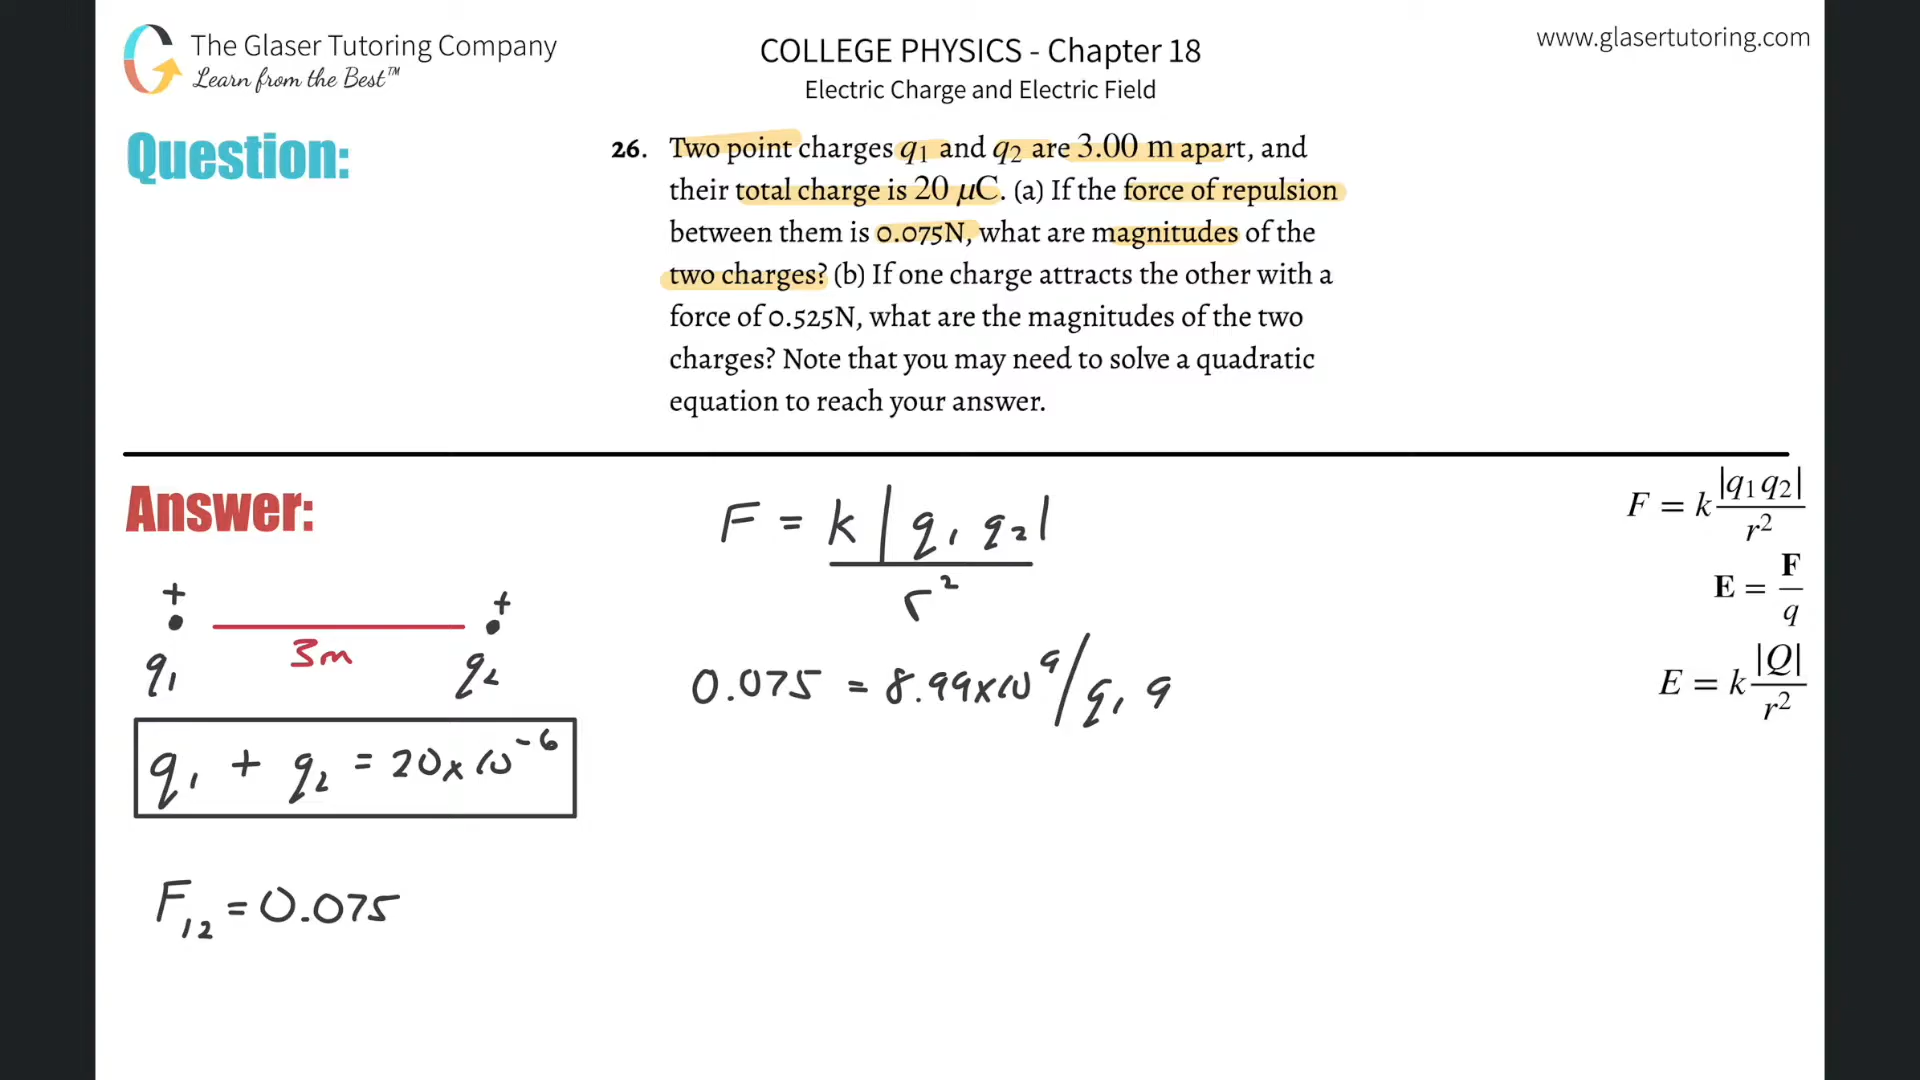 The Glaser Tutoring Company
Learn from the Best™
COLLEGE PHYSICS - Chapter 18
Electric Charge and Electric Field
www.glasertutoring.com
Question:
26. Two point charges q₁ and q₂ are 3.00 m apart, and
their total charge is 20 μC. (a) If the force of repulsion
between them is 0.075N, what are magnitudes of the
two charges? (b) If one charge attracts the other with a
force of 0.525N, what are the magnitudes of the two
charges? Note that you may need to solve a quadratic
equation to reach your answer.
Answer:
+ +
3m
q₁ q₂
q₁ + q₂ = 20x10⁻⁶
F₁₂ = 0.075
F = k|q₁ q₂|
r²
0.075 = 8.99x10⁹|q₁ q
F = k |q₁q₂| / r²
E = F / q
E = k |Q| / r²